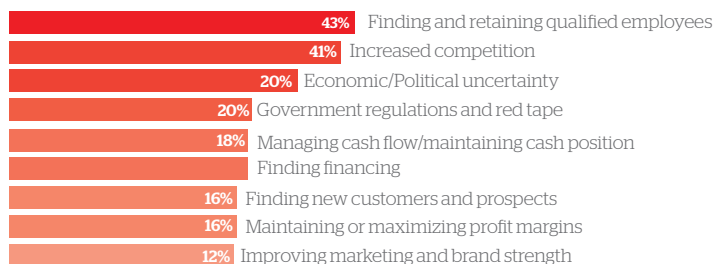 43% Finding and retaining qualified employees
41% Increased competition
20% Economic/Political uncertainty
20% Government regulations and red tape
18% Managing cash flow/maintaining cash position
Finding financing
16% Finding new customers and prospects
16% Maintaining or maximizing profit margins
12% Improving marketing and brand strength